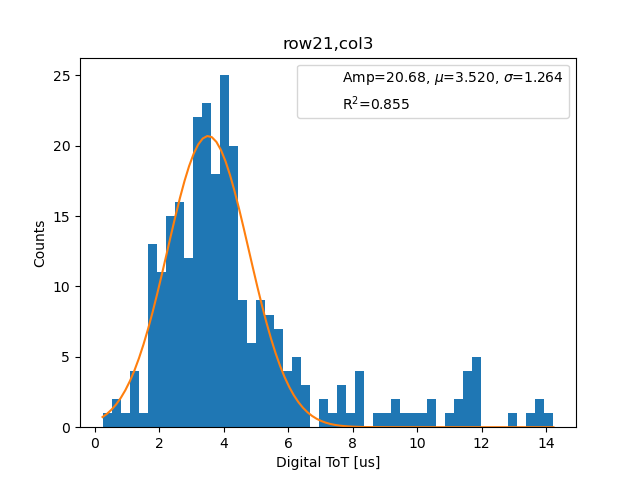 row21,col3
Amp=20.68, μ=3.520, σ=1.264
R²=0.855
25
20
15
10
5
0
Counts
0 2 4 6 8 10 12 14
Digital ToT [us]